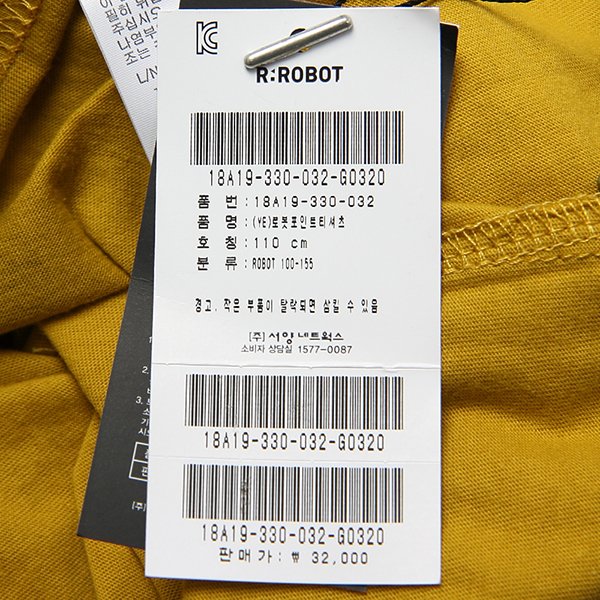 R:ROBOT
18A19-330-032-G0320
품 번 : 18A19-330-032
품 명 : (YE)로봇포인트티셔츠
호 칭 : 110 cm
분 류 : ROBOT 100-155
경고, 작은 부품이 탈락되면 삼킬 수 있음
[주] 서양네트웍스
소비자 상담실 1577-0087
18A19-330-032-G0320
18A19-330-032-G0320
판 매 가 : ₩ 32,000